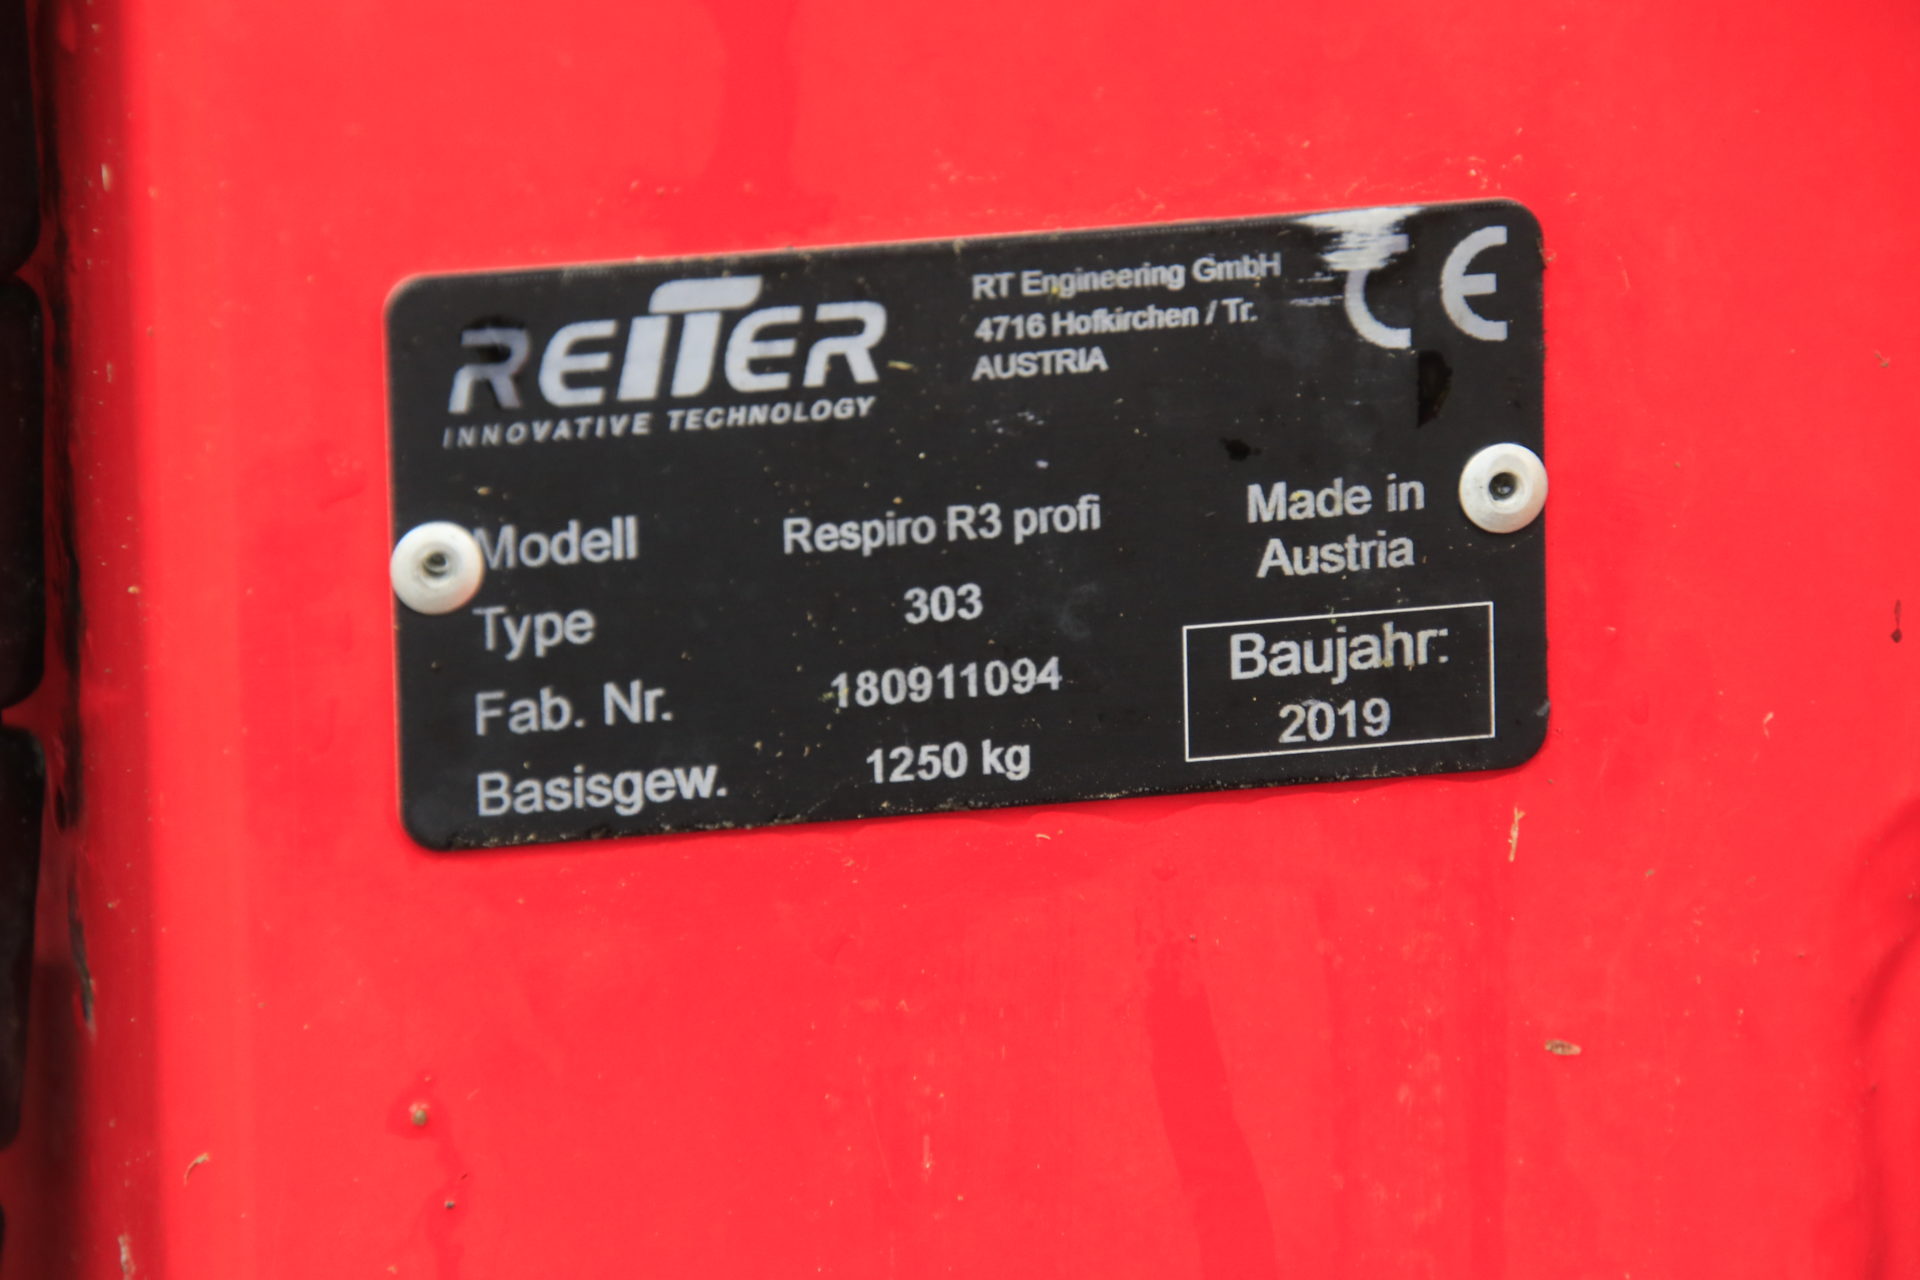 REITER
INNOVATIVE TECHNOLOGY
RT Engineering GmbH
4716 Hofkirchen / Tr.
AUSTRIA
CE
Modell Respiro R3 profi
Type 303
Fab. Nr. 180911094
Basisgew. 1250 kg
Made in
Austria
Baujahr:
2019